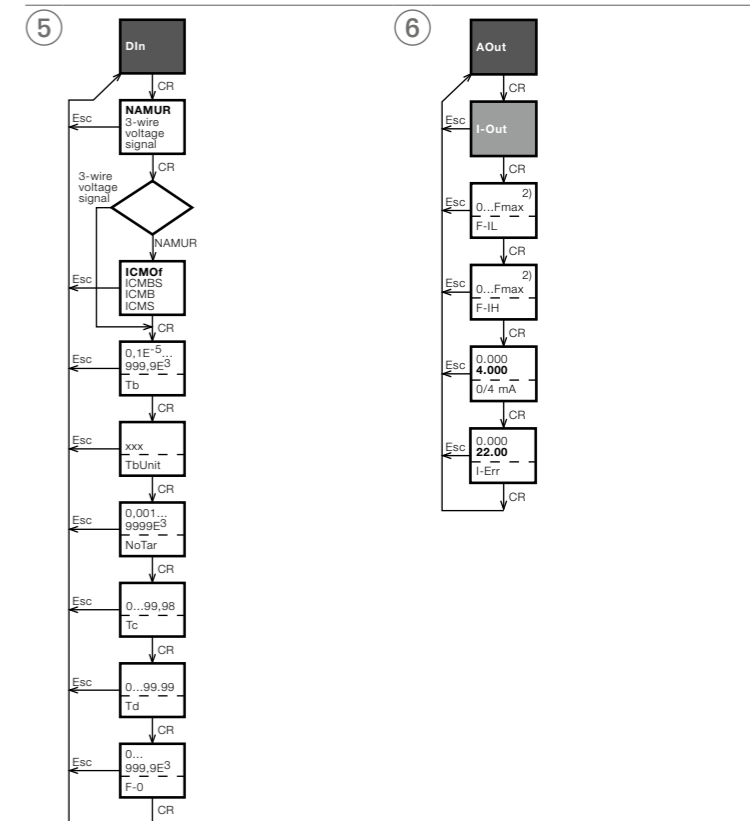 5
DIn
CR
Esc
NAMUR
3-wire
voltage
signal
CR
3-wire
voltage
signal
NAMUR
Esc
ICMOf
ICMBS
ICMB
ICMS
CR
Esc
0,1E-5...
999,9E3
Tb
CR
Esc
xxx
TbUnit
CR
Esc
0,001...
9999E3
NoTar
CR
Esc
0...99,98
Tc
CR
Esc
0...99.99
Td
CR
Esc
0...
999,9E3
F-0
CR
6
AOut
CR
Esc
I-Out
CR
Esc
2)
0...Fmax
F-IL
CR
Esc
2)
0...Fmax
F-IH
CR
Esc
0.000
4.000
0/4 mA
CR
Esc
0.000
22.00
I-Err
CR